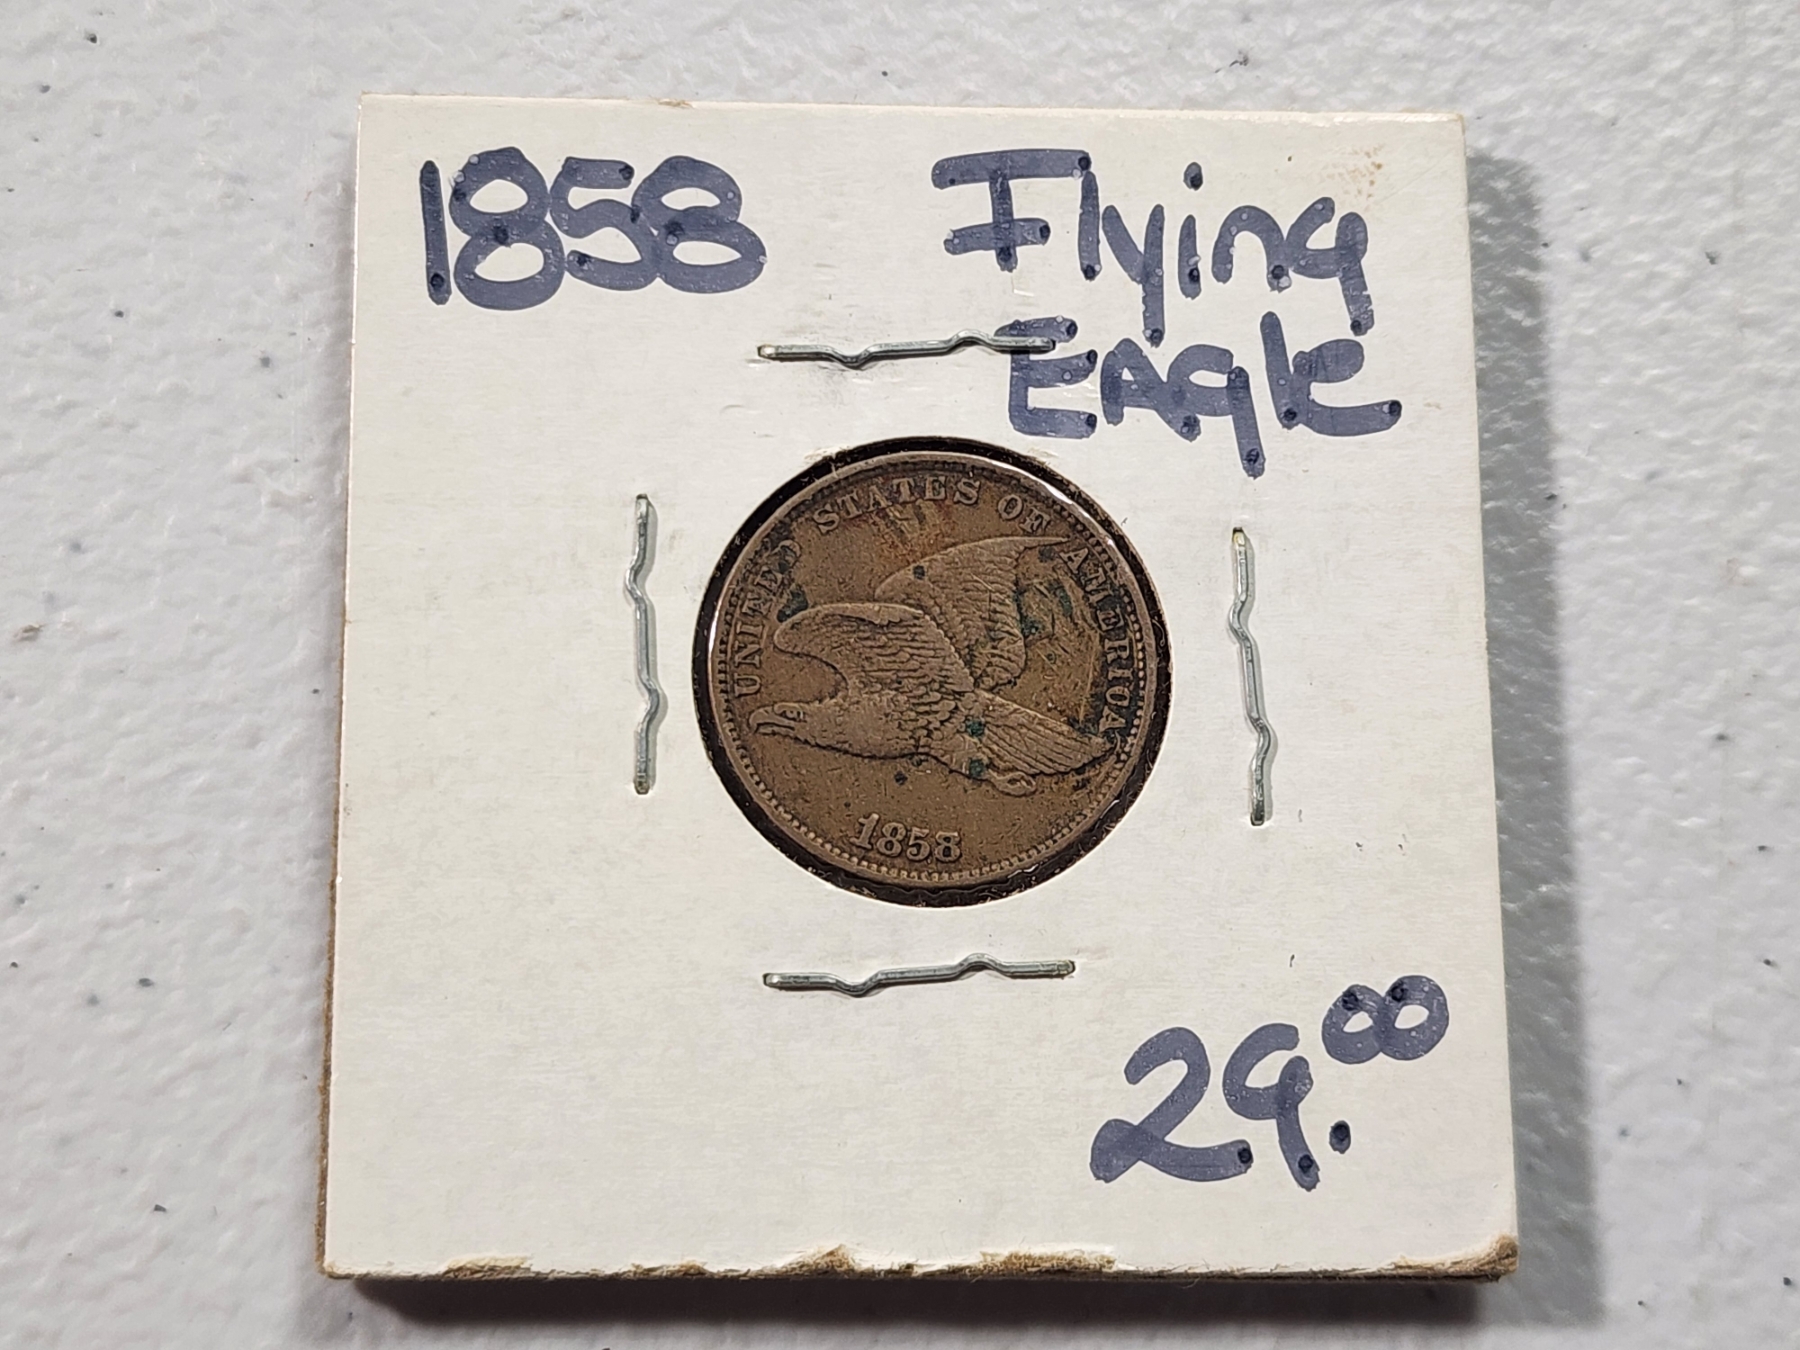 1858 Flying
Eagle
UNITED STATES OF AMERICA
1858
29.00